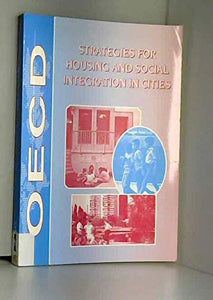 OECD
STRATEGIES FOR
HOUSING AND SOCIAL
INTEGRATION IN CITIES